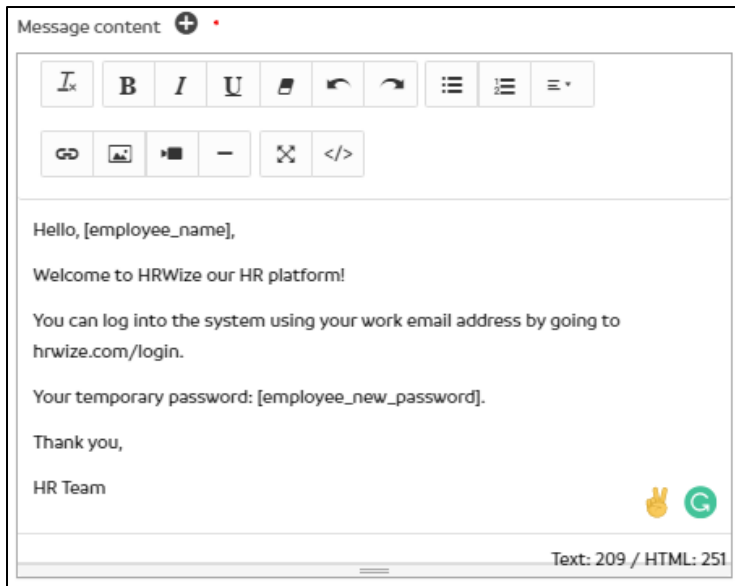 Message content
Hello, [employee_name],
Welcome to HRWize our HR platform!
You can log into the system using your work email address by going to
hrwize.com/login.
Your temporary password: [employee_new_password].
Thank you,
HR Team
Text: 209 / HTML: 251